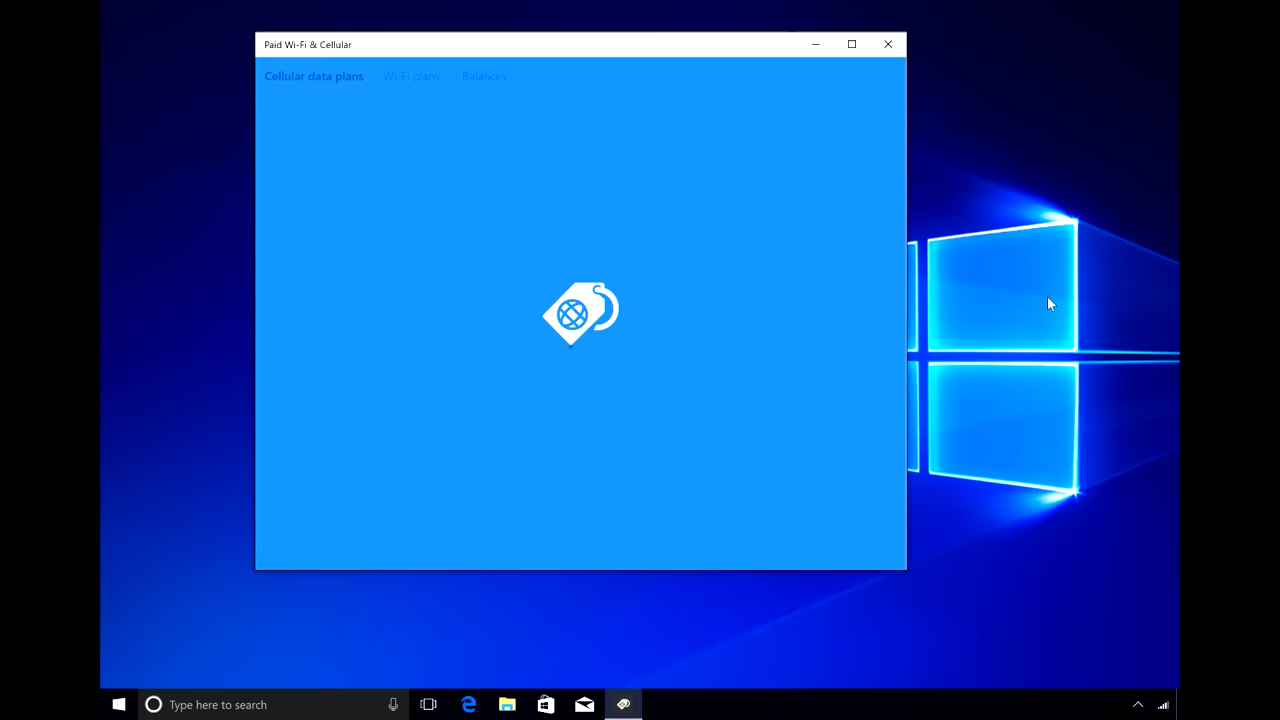 Paid Wi-Fi & Cellular
Cellular data plans Wi-Fi plans Balances
Type here to search